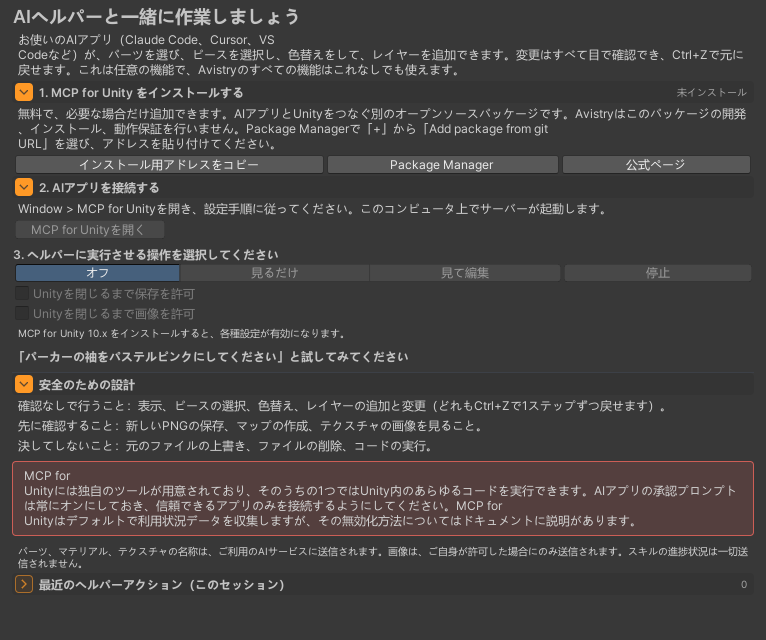 AIヘルパーと一緒に作業しましょう
お使いのAIアプリ（Claude Code、Cursor、VS
Codeなど）が、パーツを選び、ピースを選択し、色替えをして、レイヤーを追加できます。変更はすべて目で確認でき、Ctrl+Zで元に
戻せます。これは任意の機能で、Avistryのすべての機能はこれなしでも使えます。
1. MCP for Unity をインストールする
未インストール
無料で、必要な場合だけ追加できます。AIアプリとUnityをつなぐ別のオープンソースパッケージです。Avistryはこのパッケージの開発
、インストール、動作保証を行いません。Package Managerで「+」から「Add package from git
URL」を選び、アドレスを貼り付けてください。
インストール用アドレスをコピー
Package Manager
公式ページ
2. AIアプリを接続する
Window > MCP for Unityを開き、設定手順に従ってください。このコンピュータ上でサーバーが起動します。
MCP for Unityを開く
3. ヘルパーに実行させる操作を選択してください
オフ
見るだけ
見て編集
停止
Unityを閉じるまで保存を許可
Unityを閉じるまで画像を許可
MCP for Unity 10.x をインストールすると、各種設定が有効になります。
「パーカーの袖をパステルピンクにしてください」と試してみてください
安全のための設計
確認なしで行うこと: 表示、ピースの選択、色替え、レイヤーの追加と変更（どれもCtrl+Zで1ステップずつ戻せます）。
先に確認すること: 新しいPNGの保存、マップの作成、テクスチャの画像を見ること。
決してしないこと: 元のファイルの上書き、ファイルの削除、コードの実行。
MCP for
Unityには独自のツールが用意されており、そのうちの1つではUnity内のあらゆるコードを実行できます。AIアプリの承認プロンプト
は常にオンにしておき、信頼できるアプリのみを接続するようにしてください。MCP for
Unityはデフォルトで利用状況データを収集しますが、その無効化方法についてはドキュメントに説明があります。
パーツ、マテリアル、テクスチャの名称は、ご利用のAIサービスに送信されます。画像は、ご自身が許可した場合にのみ送信されます。スキルの進捗状況は一切送
信されません。
最近のヘルパーアクション（このセッション）
0